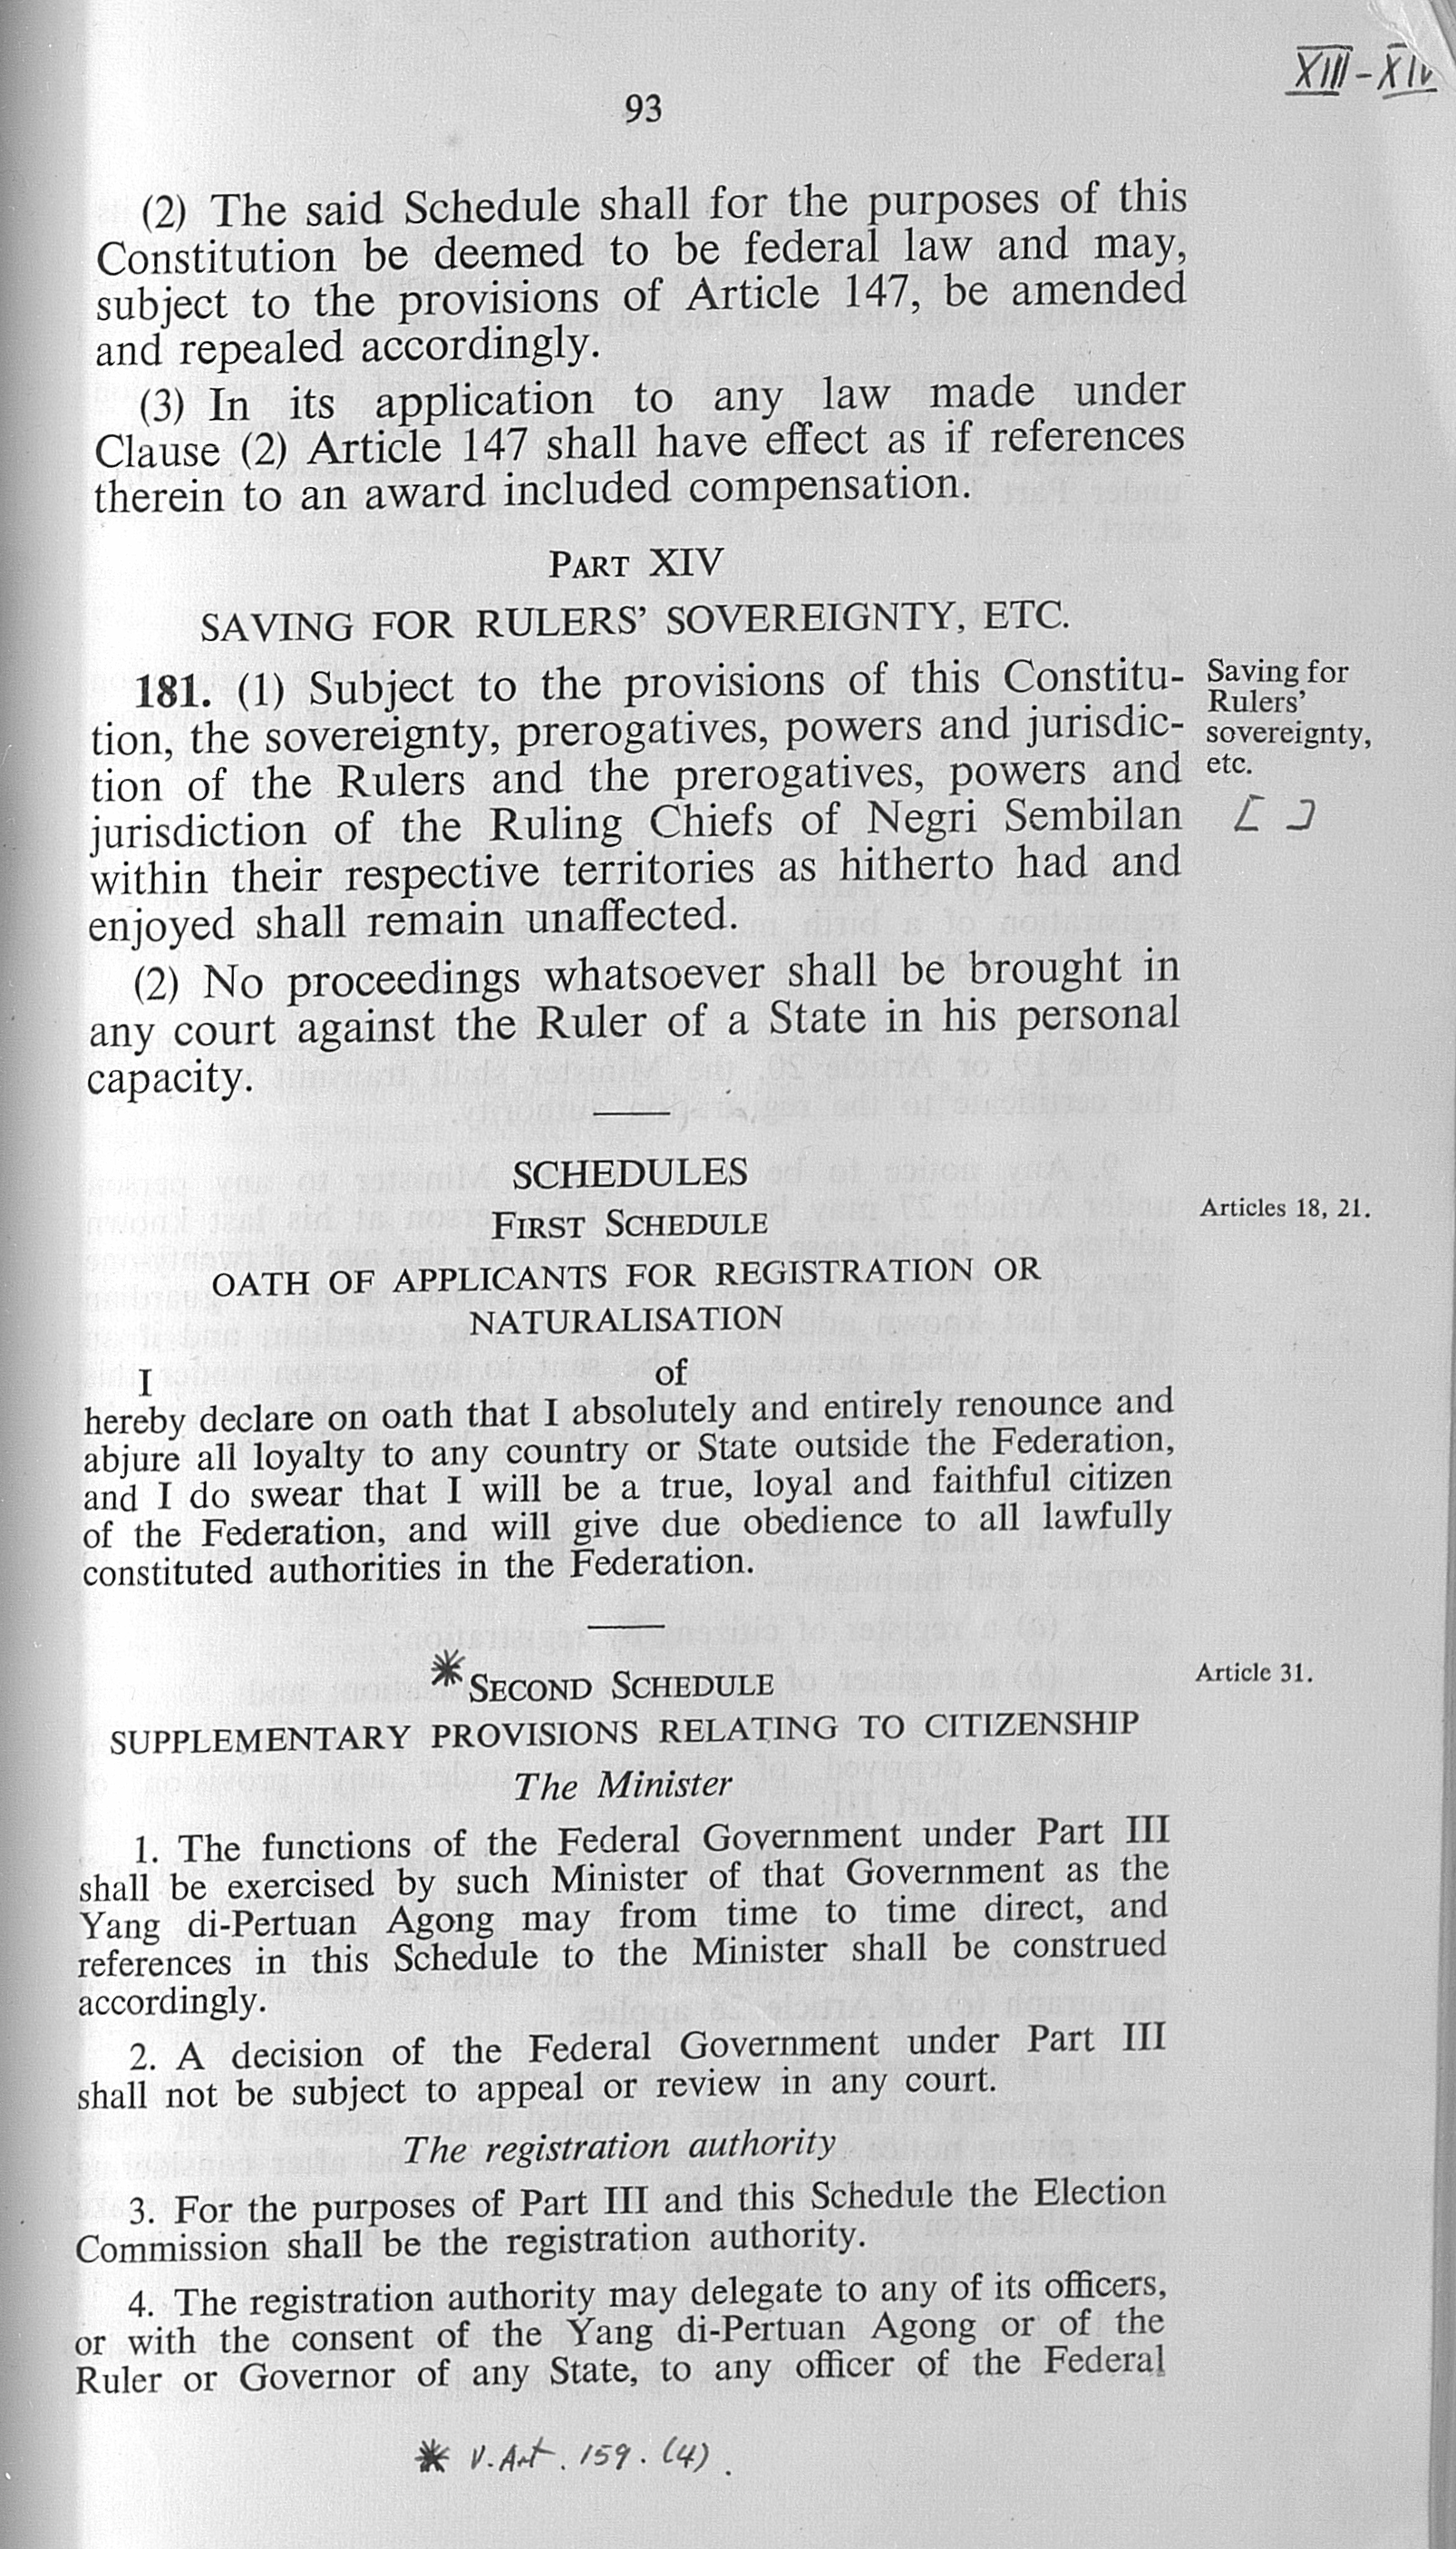 XIII-XIV
93
(2) The said Schedule shall for the purposes of this
Constitution be deemed to be federal law and may,
subject to the provisions of Article 147, be amended
and repealed accordingly.
(3) In its application to any law made under
Clause (2) Article 147 shall have effect as if references
therein to an award included compensation.
PART XIV
SAVING FOR RULERS' SOVEREIGNTY, ETC.
181. (1) Subject to the provisions of this Constitu-
tion, the sovereignty, prerogatives, powers and jurisdic-
tion of the Rulers and the prerogatives, powers and
jurisdiction of the Ruling Chiefs of Negri Sembilan
within their respective territories as hitherto had and
enjoyed shall remain unaffected.
Saving for
Rulers'
sovereignty,
etc.
[ ]
(2) No proceedings whatsoever shall be brought in
any court against the Ruler of a State in his personal
capacity.
SCHEDULES
FIRST SCHEDULE
Articles 18, 21.
OATH OF APPLICANTS FOR REGISTRATION OR
NATURALISATION
I of
hereby declare on oath that I absolutely and entirely renounce and
abjure all loyalty to any country or State outside the Federation,
and I do swear that I will be a true, loyal and faithful citizen
of the Federation, and will give due obedience to all lawfully
constituted authorities in the Federation.
* SECOND SCHEDULE
Article 31.
SUPPLEMENTARY PROVISIONS RELATING TO CITIZENSHIP
The Minister
1. The functions of the Federal Government under Part III
shall be exercised by such Minister of that Government as the
Yang di-Pertuan Agong may from time to time direct, and
references in this Schedule to the Minister shall be construed
accordingly.
2. A decision of the Federal Government under Part III
shall not be subject to appeal or review in any court.
The registration authority
3. For the purposes of Part III and this Schedule the Election
Commission shall be the registration authority.
4. The registration authority may delegate to any of its officers,
or with the consent of the Yang di-Pertuan Agong or of the
Ruler or Governor of any State, to any officer of the Federal
* V. Art. 159. (4).